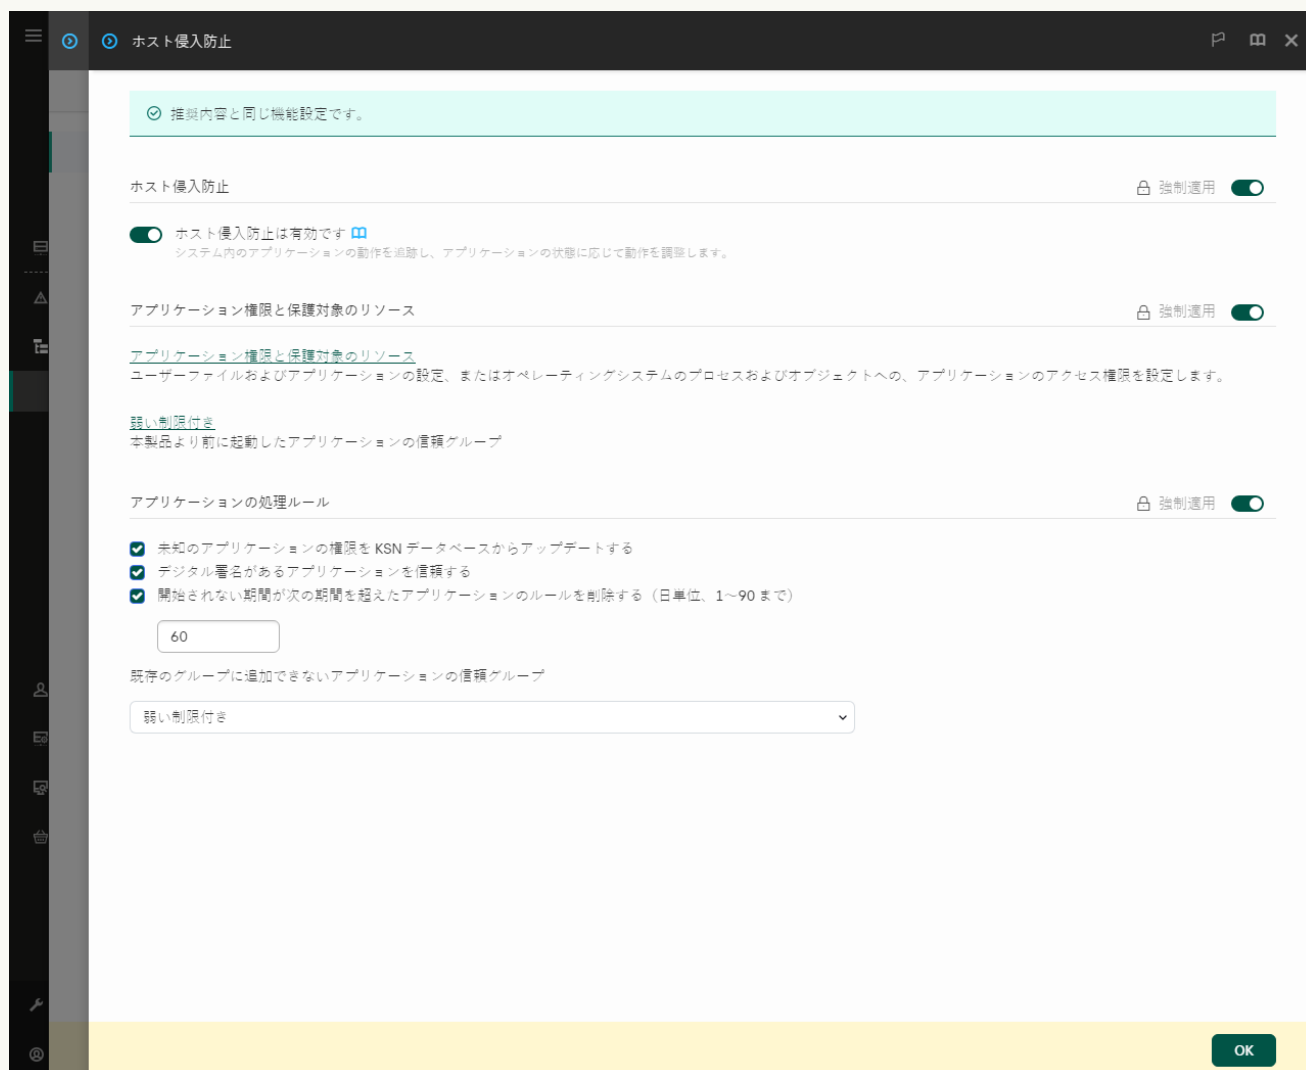 ホスト侵入防止
推奨内容と同じ機能設定です。
ホスト侵入防止
強制適用
ホスト侵入防止は有効です
システム内のアプリケーションの動作を追跡し、アプリケーションの状態に応じて動作を調整します。
アプリケーション権限と保護対象のリソース
強制適用
アプリケーション権限と保護対象のリソース
ユーザーファイルおよびアプリケーションの設定、またはオペレーティングシステムのプロセスおよびオブジェクトへの、アプリケーションのアクセス権限を設定します。
弱い制限付き
本製品より前に起動したアプリケーションの信頼グループ
アプリケーションの処理ルール
強制適用
未知のアプリケーションの権限を KSN データベースからアップデートする
デジタル署名があるアプリケーションを信頼する
開始されない期間が次の期間を超えたアプリケーションのルールを削除する（日単位、1～90 まで）
60
既存のグループに追加できないアプリケーションの信頼グループ
弱い制限付き
OK